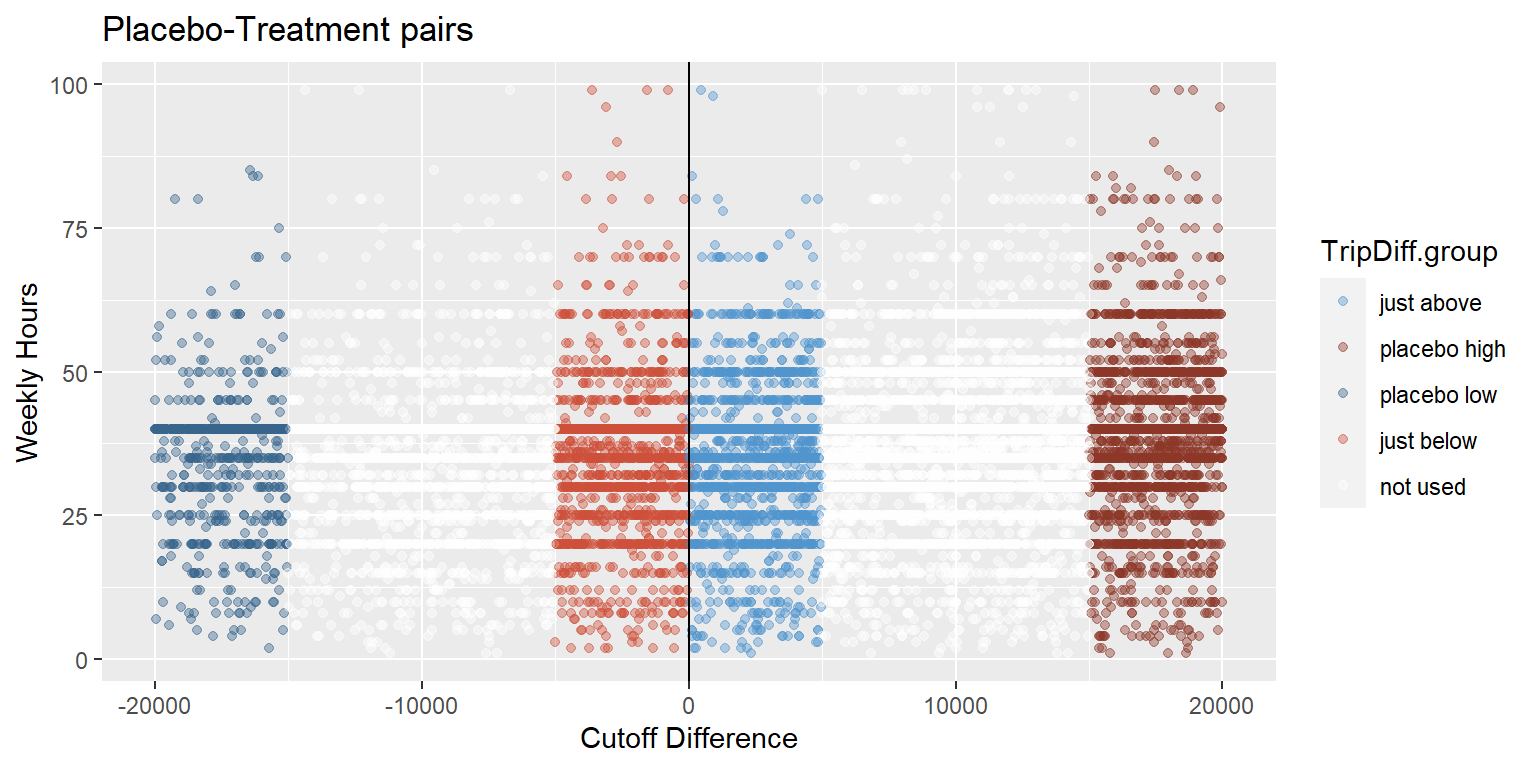 Placebo-Treatment pairs
100
75
50
25
0
Weekly Hours
-20000
-10000
0
10000
20000
Cutoff Difference
TripDiff.group
just above
placebo high
placebo low
just below
not used